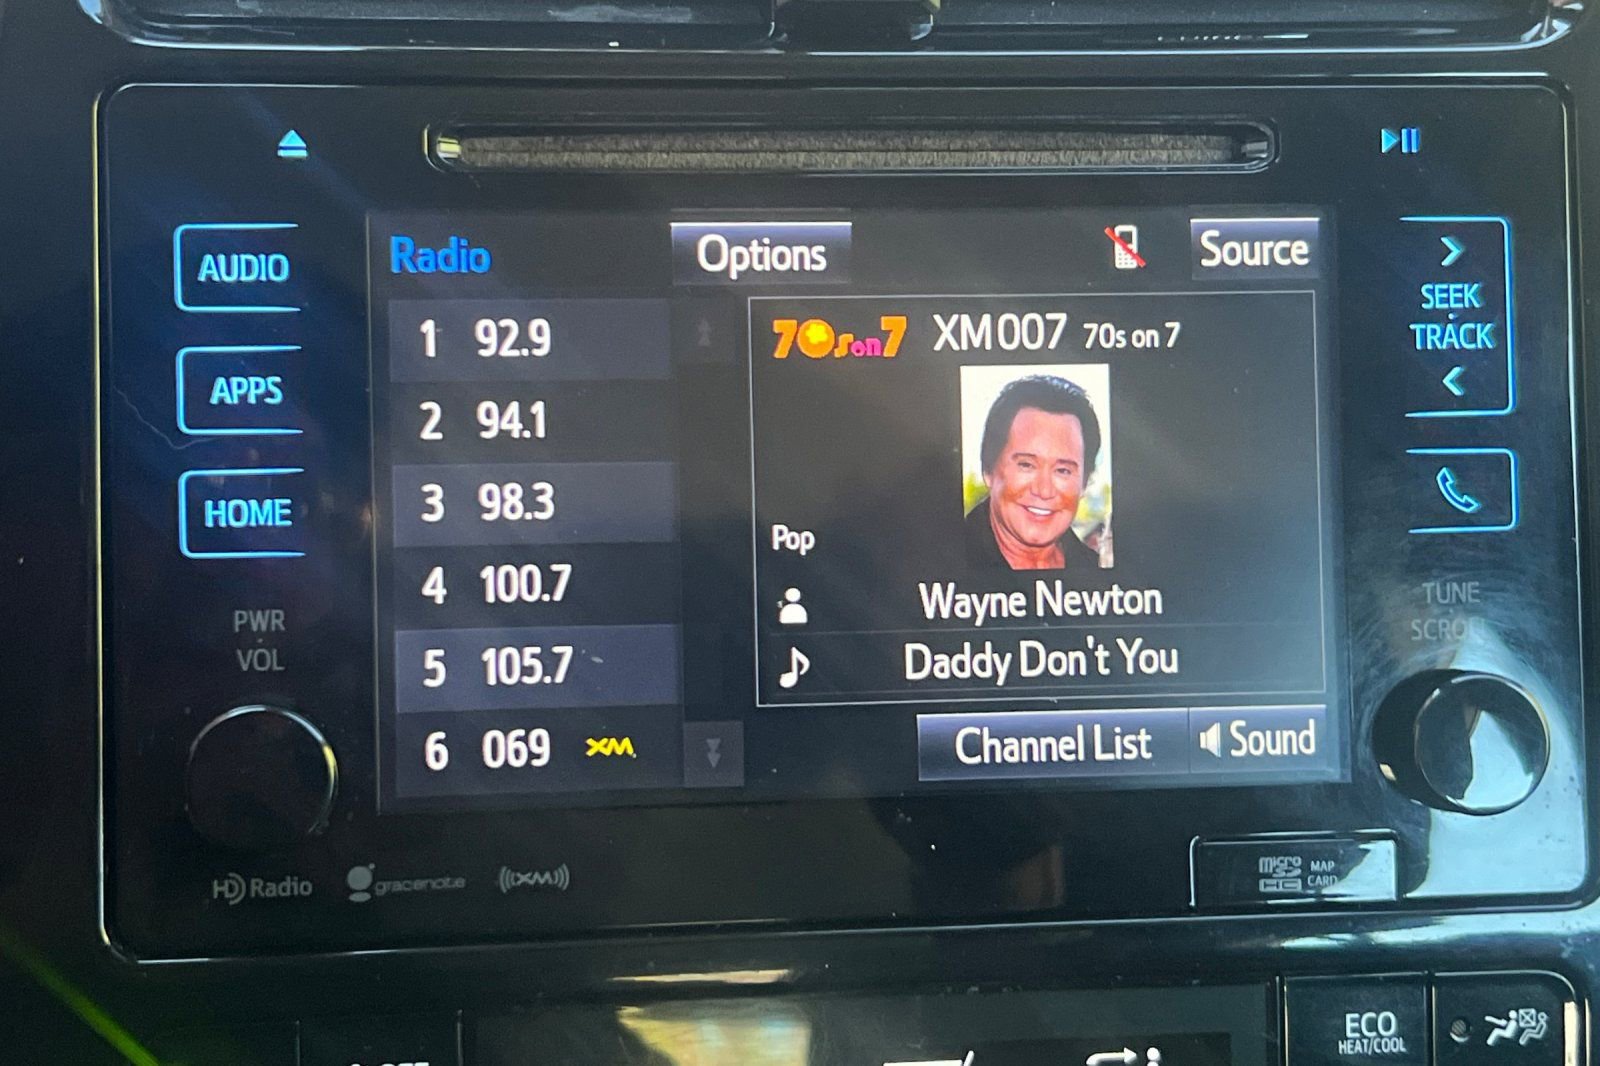 AUDIO
APPS
HOME
PWR
VOL
Radio
Options
Source
1 92.9
2 94.1
3 98.3
4 100.7
5 105.7
6 069 XM
70s on 7
XM007 70s on 7
Pop
Wayne Newton
Daddy Don't You
Channel List
Sound
SEEK
TRACK
TUNE
SCROLL
HD Radio
gracenote
((XM))
micro SD HC
MAP
CARD
ECO
HEAT/COOL